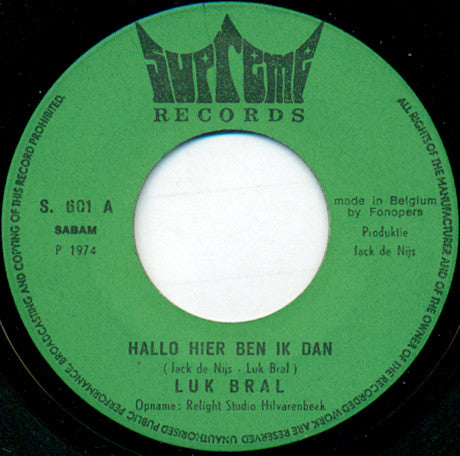 Supreme
RECORDS
S. 601 A
SABAM
P 1974
made in Belgium
by Fonopers
Produktie
Jack de Nijs
HALLO HIER BEN IK DAN
( Jack de Nijs - Luk Bral )
LUK BRAL
Opname : Relight Studio Hilvarenbeek
ALL RIGHTS OF THE MANUFACTURER AND OF THE OWNER OF THE RECORDED WORK ARE RESERVED UNAUTHORISED PUBLIC PERFORMANCE, BROADCASTING AND COPYING OF THIS RECORD PROHIBITED.